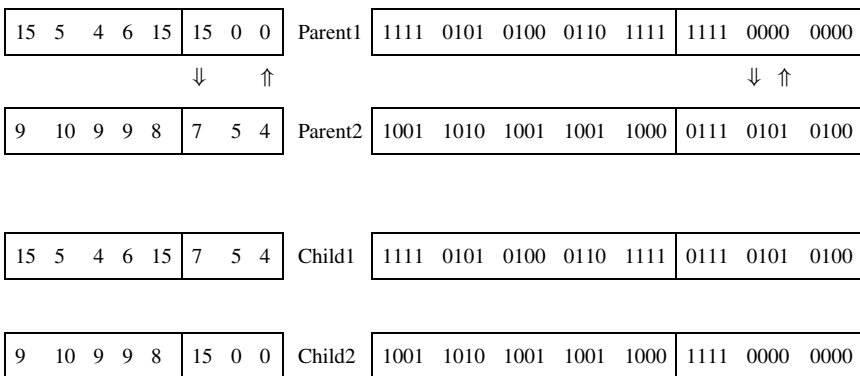 15 5 4 6 15 15 0 0 Parent1 1111 0101 0100 0110 1111 1111 0000 0000
⇓ ⇑ ⇓ ⇑
9 10 9 9 8 7 5 4 Parent2 1001 1010 1001 1001 1000 0111 0101 0100
15 5 4 6 15 7 5 4 Child1 1111 0101 0100 0110 1111 0111 0101 0100
9 10 9 9 8 15 0 0 Child2 1001 1010 1001 1001 1000 1111 0000 0000